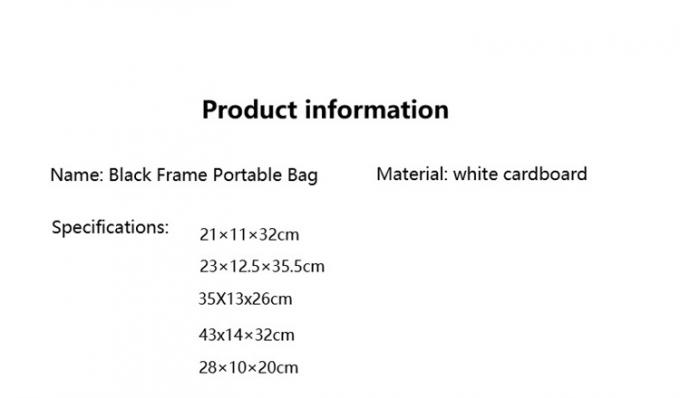 Product information
Name: Black Frame Portable Bag Material: white cardboard
Specifications:
21×11×32cm
23×12.5×35.5cm
35X13x26cm
43x14×32cm
28×10×20cm